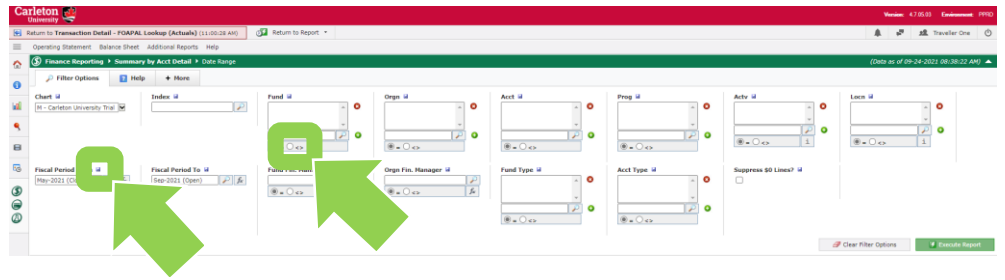 Carleton University
Version: 4.7.05.03 Environment: PPRD
Return to Transaction Detail - FOAPAL Lookup (Actuals) (11:00:28 AM) Return to Report Traveller One
Operating Statement Balance Sheet Additional Reports Help
Finance Reporting Summary by Acct Detail Date Range (Data as of 09-24-2021 08:38:22 AM)
Filter Options Help + More
Chart Index Fund Orgn Acct Prog Actv Locn
M - Carleton University Trial
<> = <> = <> = <> = <> 1 = <> 1
Fiscal Period Fiscal Period To Fund Fin. Orgn Fin. Manager Fund Type Acct Type Suppress $0 Lines?
May-2021 Sep-2021 (Open)
= <> = <>
= <> = <>
Clear Filter Options Execute Report